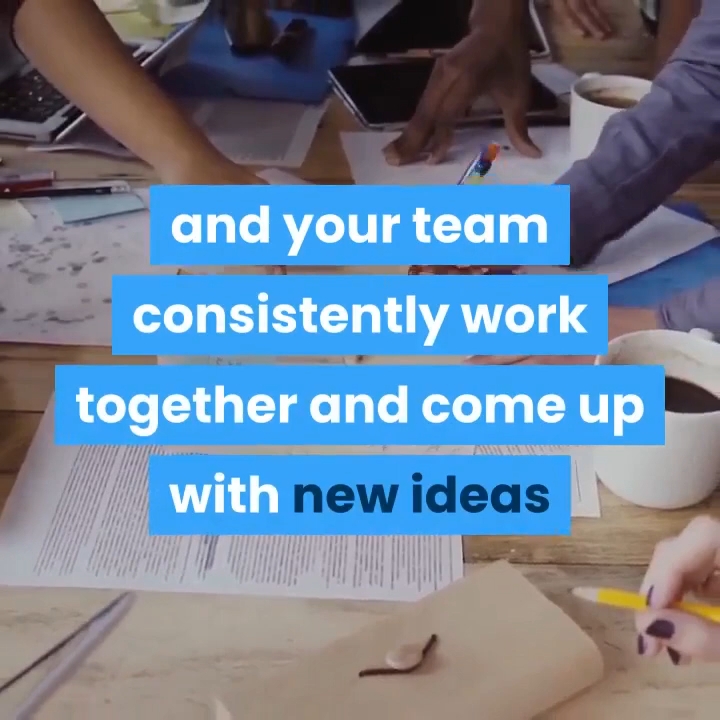 and your team
consistently work
together and come up
with new ideas